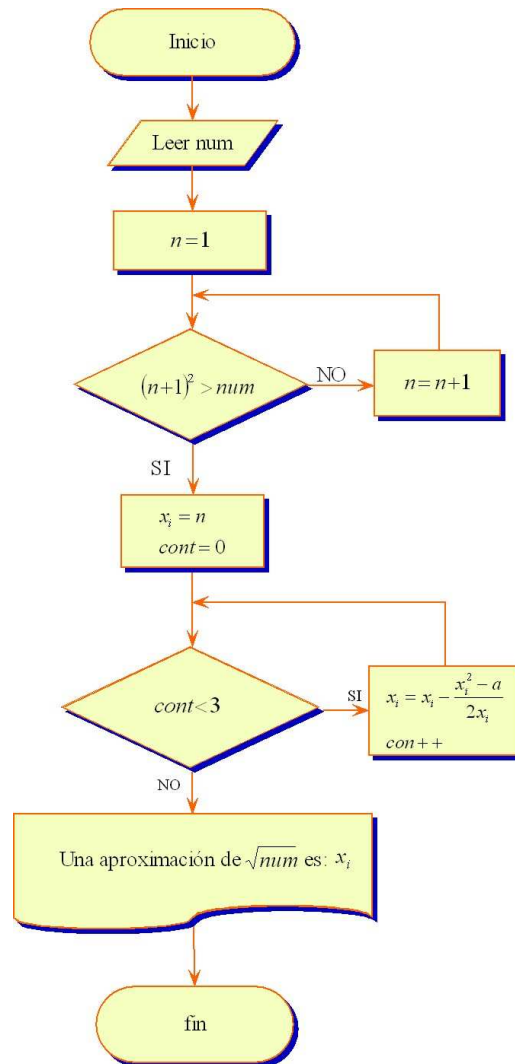 Inicio
Leer num
n=1
(n+1)² > num
NO
n= n+1
SI
xᵢ = n
cont= 0
cont<3
SI
xᵢ = xᵢ - (xᵢ² - a)/(2xᵢ)
con++
NO
Una aproximación de √num es: xᵢ
fin